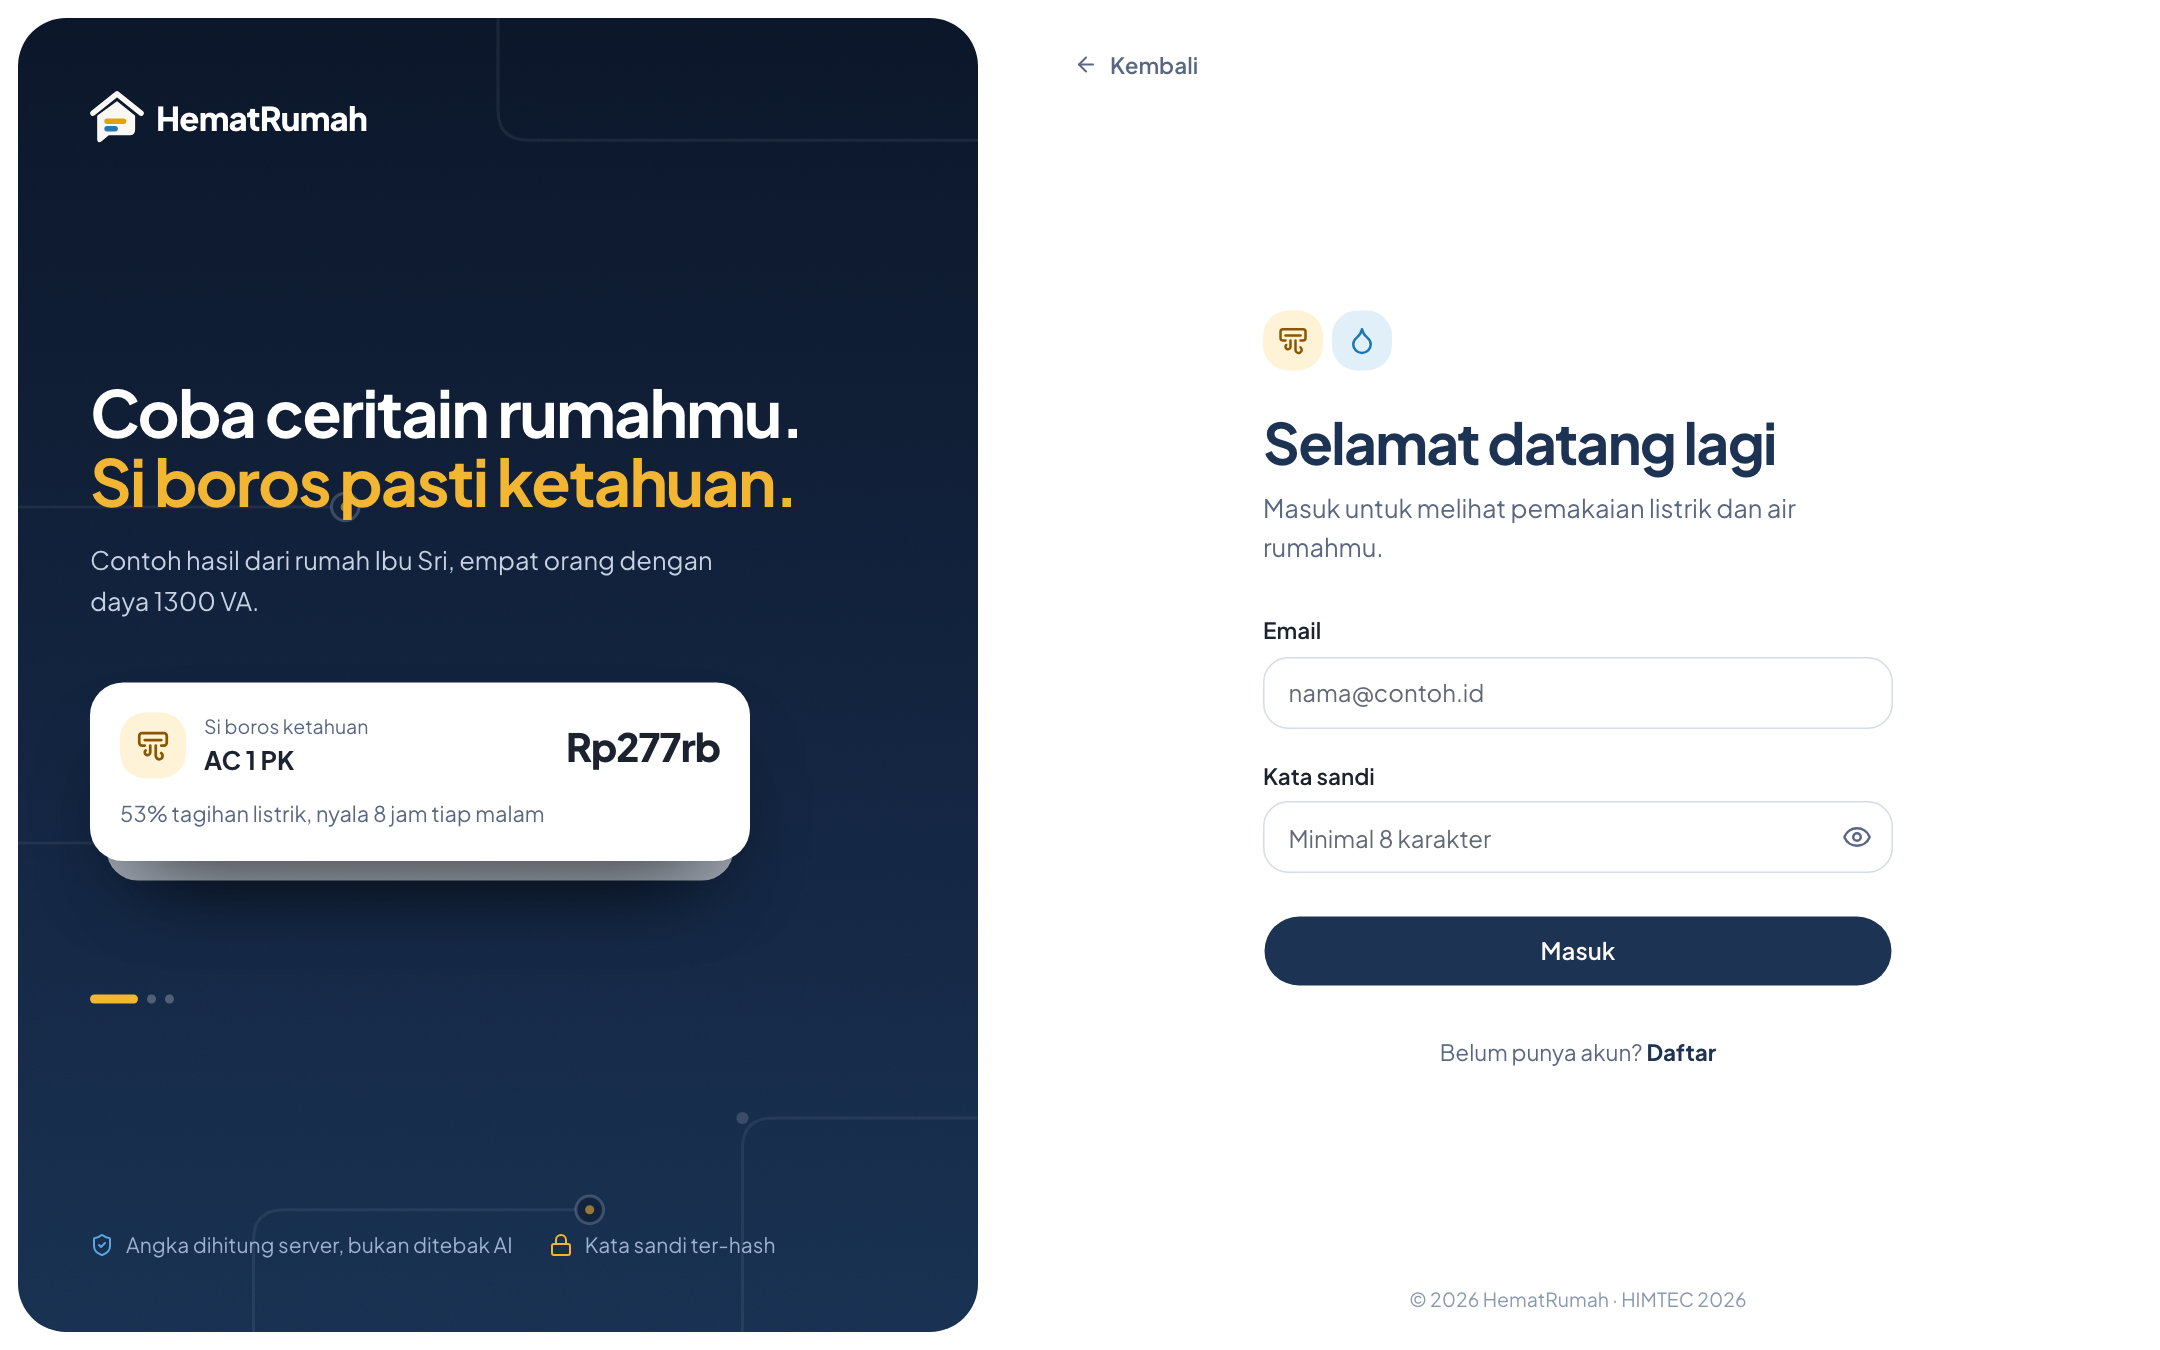 HematRumah
Coba ceritain rumahmu.
Si boros pasti ketahuan.
Contoh hasil dari rumah Ibu Sri, empat orang dengan
daya 1300 VA.
Si boros ketahuan
AC 1 PK
Rp277rb
53% tagihan listrik, nyala 8 jam tiap malam
Angka dihitung server, bukan ditebak AI
Kata sandi ter-hash
Kembali
Selamat datang lagi
Masuk untuk melihat pemakaian listrik dan air
rumahmu.
Email
nama@contoh.id
Kata sandi
Minimal 8 karakter
Masuk
Belum punya akun? Daftar
© 2026 HematRumah · HIMTEC 2026